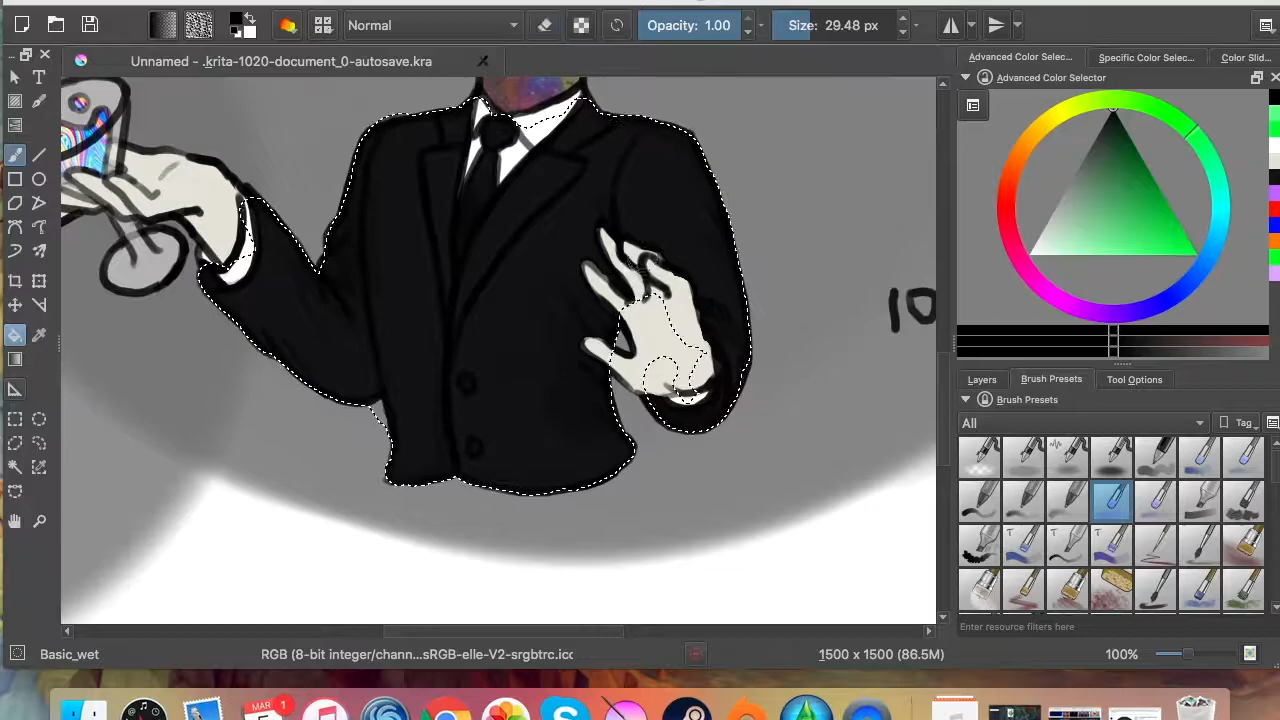 Normal
Opacity: 1.00
Size: 29.48 px
Unnamed - .krita-1020-document_0-autosave.kra
Advanced Color Selec...
Specific Color Selec...
Color Slid...
Advanced Color Selector
10
Layers
Brush Presets
Tool Options
Brush Presets
All
Tag
Enter resource filters here
Basic_wet
RGB (8-bit integer/chann...sRGB-elle-V2-srgbtrc.icc
1500 x 1500 (86.5M)
100%
MAR
1